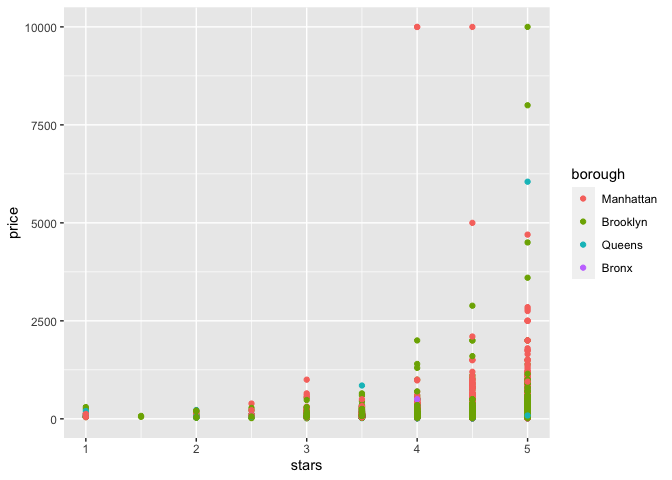 10000
7500
5000
2500
0
price
1
2
3
4
5
stars
borough
Manhattan
Brooklyn
Queens
Bronx